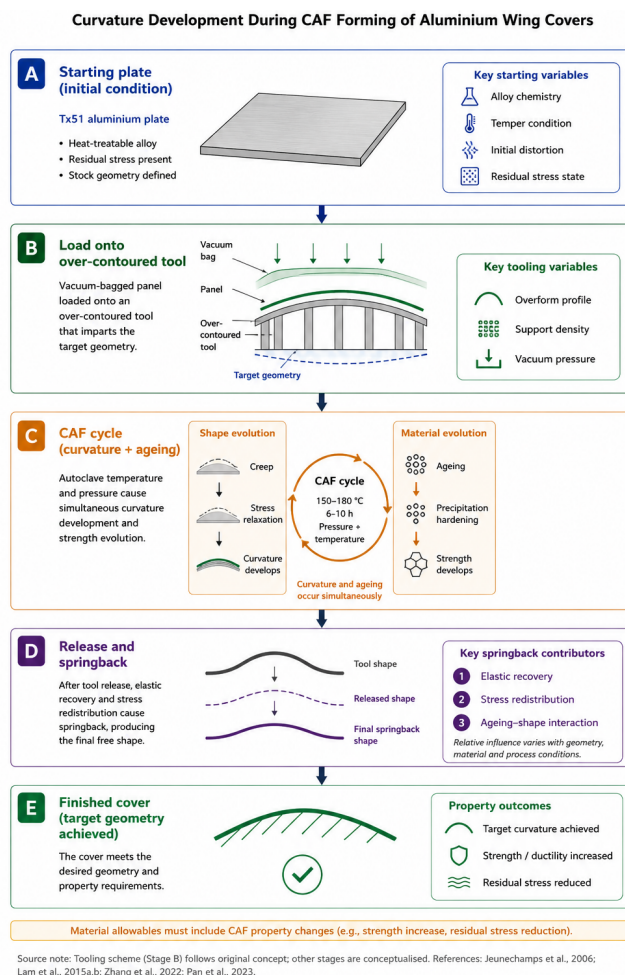 Curvature Development During CAF Forming of Aluminium Wing Covers
A
Starting plate
(initial condition)
Tx51 aluminium plate
• Heat-treatable alloy
• Residual stress present
• Stock geometry defined
Key starting variables
Alloy chemistry
Temper condition
Initial distortion
Residual stress state
B
Load onto
over-contoured tool
Vacuum-bagged panel
loaded onto an
over-contoured tool
that imparts the
target geometry.
Vacuum
bag
Panel
Over-
contoured
tool
Target geometry
Key tooling variables
Overform profile
Support density
Vacuum pressure
C
CAF cycle
(curvature + ageing)
Autoclave temperature
and pressure cause
simultaneous curvature
development and
strength evolution.
Shape evolution
Creep
Stress
relaxation
Curvature
develops
CAF cycle
150–180 °C
6–10 h
Pressure +
temperature
Curvature and ageing
occur simultaneously
Material evolution
Ageing
Precipitation
hardening
Strength
develops
D
Release and
springback
After tool release, elastic
recovery and stress
redistribution cause
springback, producing
the final free shape.
Tool shape
Released shape
Final springback
shape
Key springback contributors
1 Elastic recovery
2 Stress redistribution
3 Ageing–shape interaction
Relative influence varies with geometry,
material and process conditions.
E
Finished cover
(target geometry
achieved)
The cover meets the
desired geometry and
property requirements.
Property outcomes
Target curvature achieved
Strength / ductility increased
Residual stress reduced
Material allowables must include CAF property changes (e.g., strength increase, residual stress reduction).
Source note: Tooling scheme (Stage B) follows original concept; other stages are conceptualised. References: Jeunechamps et al., 2006;
Lam et al., 2015a,b; Zhang et al., 2022; Pan et al., 2023.